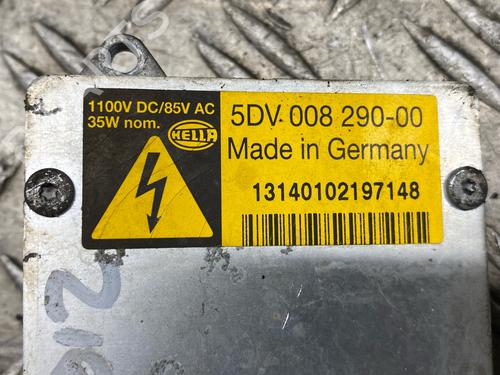 1100V DC/85V AC
35W nom.
HELLA
5DV 008 290-00
Made in Germany
13140102197148